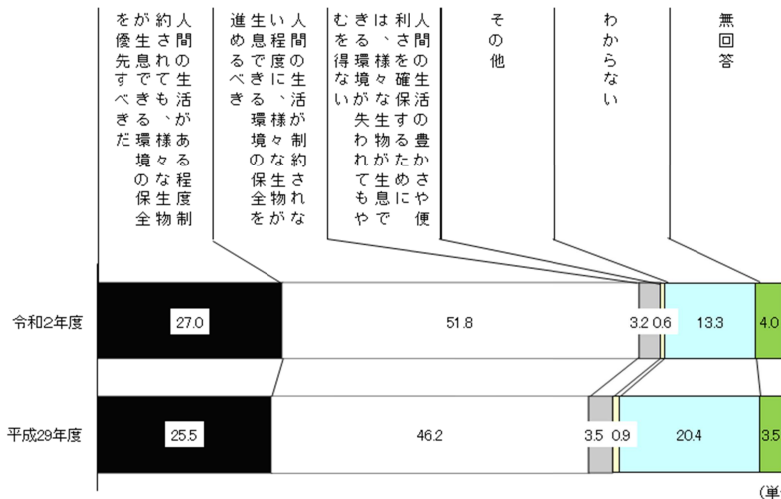 人間の生活がある程度制
約されても、様々な生物
が生息できる環境の保全
を優先すべきだ
人間の生活が制約されな
い程度に、様々な生物が
生息できる環境の保全を
進めるべき
人間の生活の豊かさや便
利さを確保するために
は、様々な生物が生息で
きる環境が失われてもや
むを得ない
その他
わからない
無回答
令和2年度
27.0
51.8
3.2
0.6
13.3
4.0
平成29年度
25.5
46.2
3.5
0.9
20.4
3.5
(単